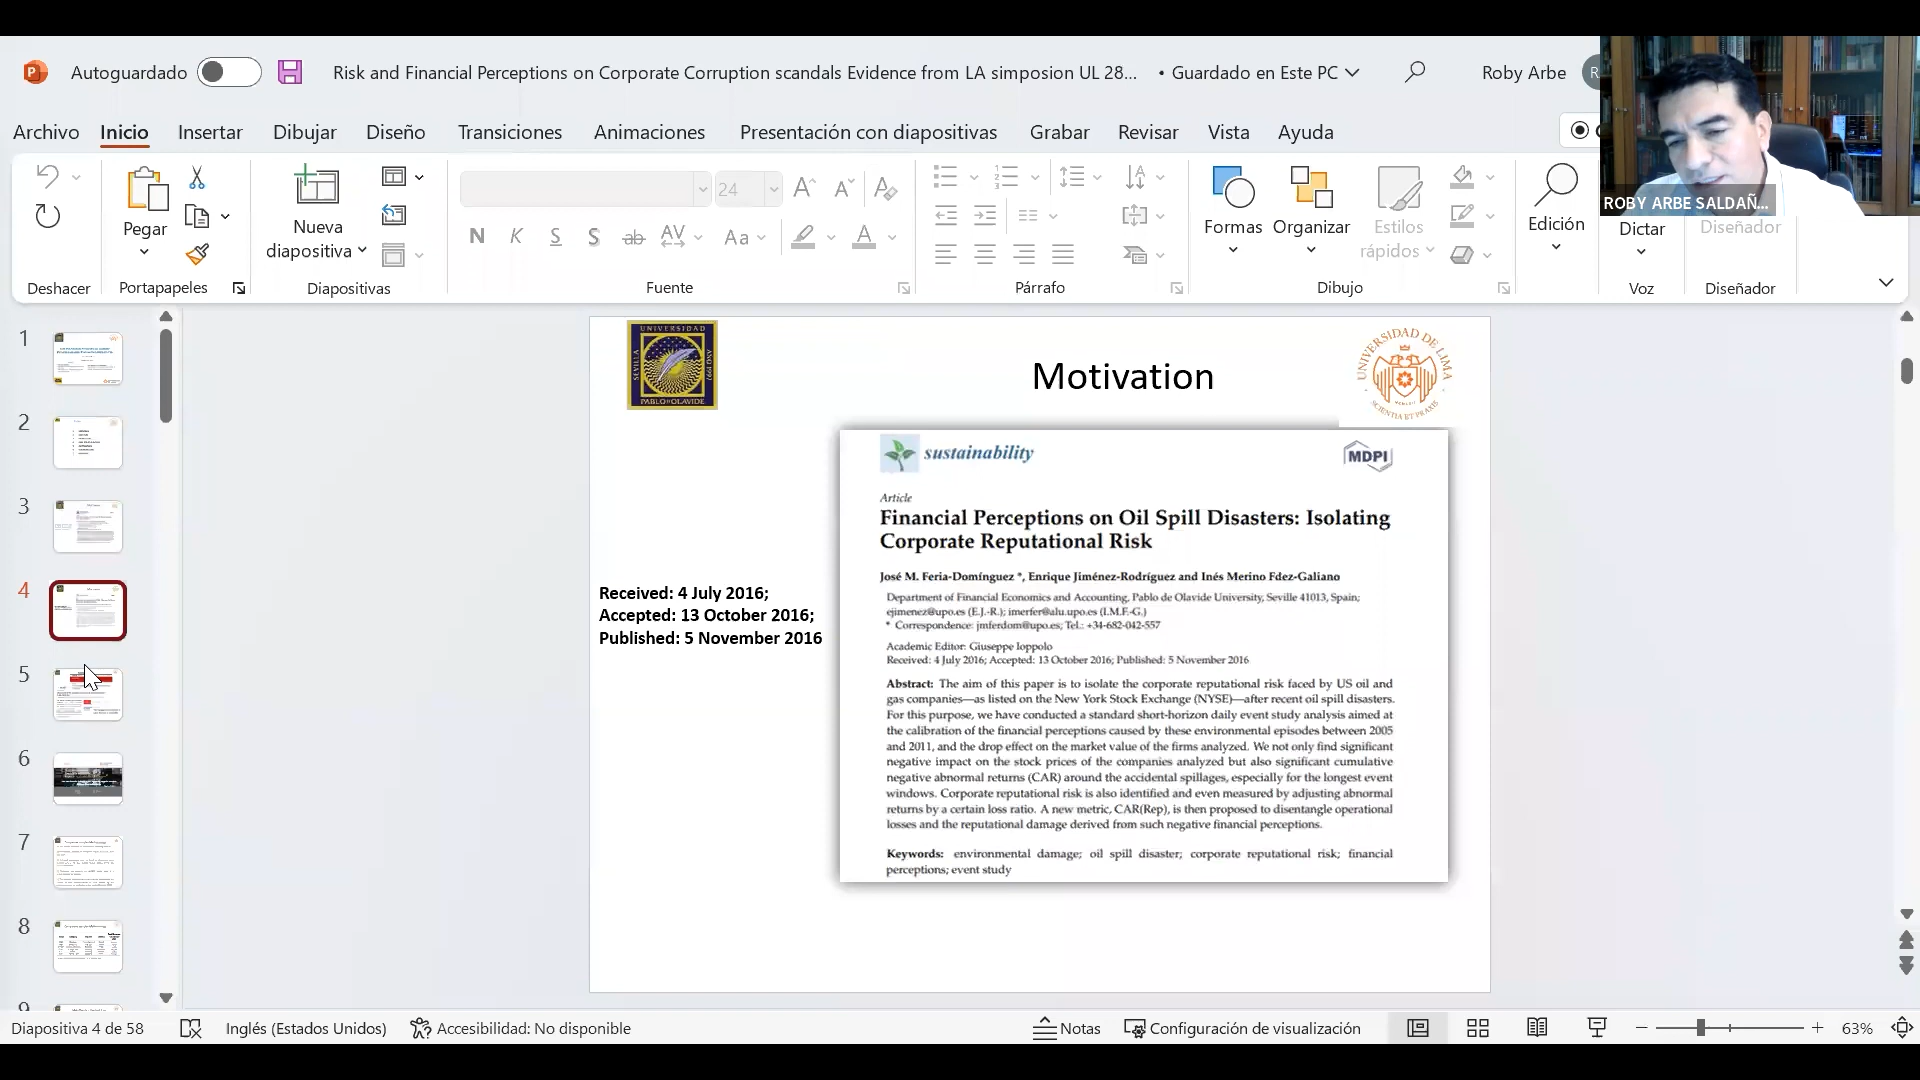 Autoguardado
Risk and Financial Perceptions on Corporate Corruption scandals Evidence from LA simposion UL 28... • Guardado en Este PC
Roby Arbe
R
Archivo Inicio Insertar Dibujar Diseño Transiciones Animaciones Presentación con diapositivas Grabar Revisar Vista Ayuda
ROBY ARBE SALDAÑ...
Pegar
Nueva
diapositiva
24
N K S S ab AV Aa A
Formas Organizar Estilos
rápidos
Edición
Dictar
Diseñador
Deshacer Portapapeles Diapositivas Fuente Párrafo Dibujo Voz Diseñador
1
2
3
4
5
6
7
8
9
UNIVERSIDAD
SEVILLA
PABLO DE OLAVIDE
Motivation
UNIVERSIDAD DE LIMA
SCIENTIA ET PRAXIS
sustainability
MDPI
Article
Financial Perceptions on Oil Spill Disasters: Isolating
Corporate Reputational Risk
José M. Feria-Domínguez *, Enrique Jiménez-Rodríguez and Inés Merino Fdez-Galiano
Department of Financial Economics and Accounting, Pablo de Olavide University, Seville 41013, Spain;
ejimenez@upo.es (E.J.-R.); imerfer@alu.upo.es (I.M.F.-G.)
* Correspondence: jmferdom@upo.es; Tel.: +34-682-042-557
Academic Editor: Giuseppe Ioppolo
Received: 4 July 2016; Accepted: 13 October 2016; Published: 5 November 2016
Abstract: The aim of this paper is to isolate the corporate reputational risk faced by US oil and
gas companies—as listed on the New York Stock Exchange (NYSE)—after recent oil spill disasters.
For this purpose, we have conducted a standard short-horizon daily event study analysis aimed at
the calibration of the financial perceptions caused by these environmental episodes between 2005
and 2011, and the drop effect on the market value of the firms analyzed. We not only find significant
negative impact on the stock prices of the companies analyzed but also significant cumulative
negative abnormal returns (CAR) around the accidental spillages, especially for the longest event
windows. Corporate reputational risk is also identified and even measured by adjusting abnormal
returns by a certain loss ratio. A new metric, CAR(Rep), is then proposed to disentangle operational
losses and the reputational damage derived from such negative financial perceptions.
Keywords: environmental damage; oil spill disaster; corporate reputational risk; financial
perceptions; event study
Received: 4 July 2016;
Accepted: 13 October 2016;
Published: 5 November 2016
Diapositiva 4 de 58 Inglés (Estados Unidos) Accesibilidad: No disponible Notas Configuración de visualización 63%